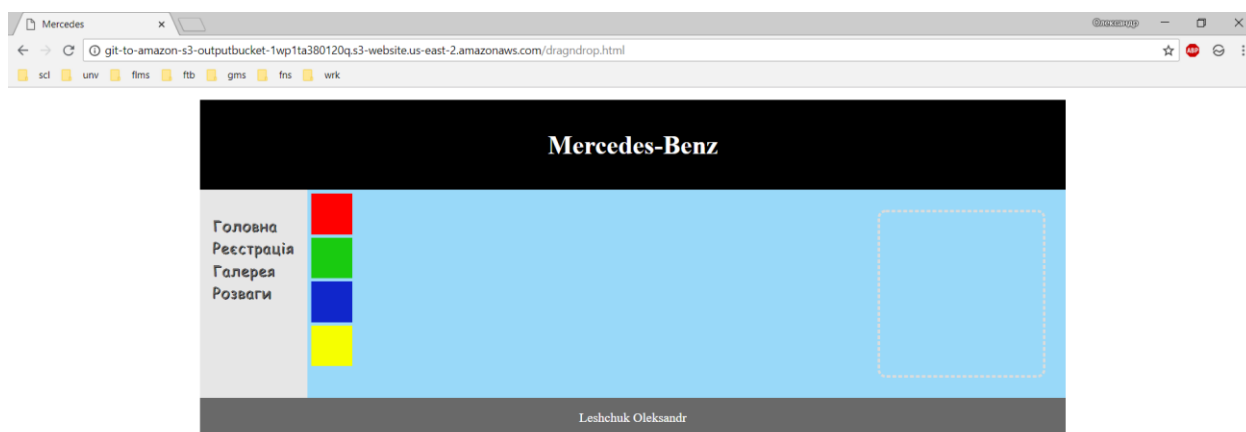 Mercedes
Олександр
git-to-amazon-s3-outputbucket-1wp1ta380120q.s3-website.us-east-2.amazonaws.com/dragndrop.html
ABP
scl unv flms ftb gms fns wrk
Mercedes-Benz
Головна
Реєстрація
Галерея
Розваги
Leshchuk Oleksandr